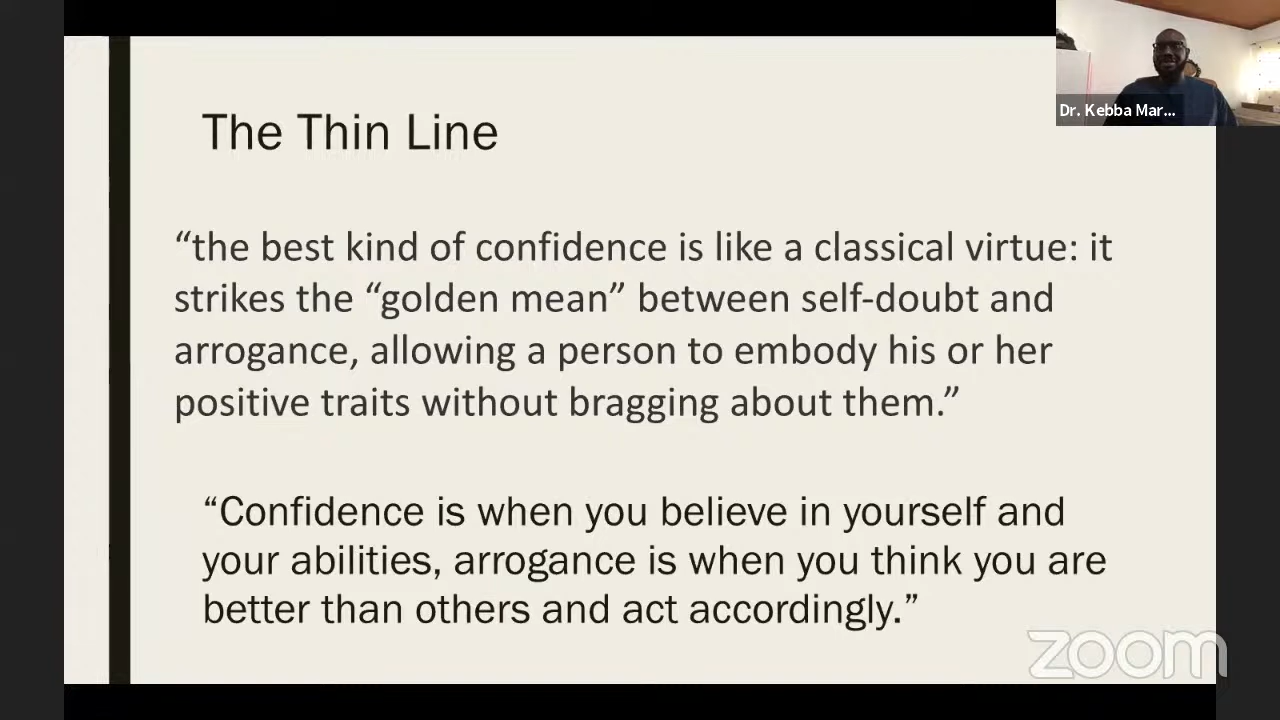 Dr. Kebba Mar...
The Thin Line
“the best kind of confidence is like a classical virtue: it
strikes the “golden mean” between self-doubt and
arrogance, allowing a person to embody his or her
positive traits without bragging about them.”
“Confidence is when you believe in yourself and
your abilities, arrogance is when you think you are
better than others and act accordingly.”
zoom